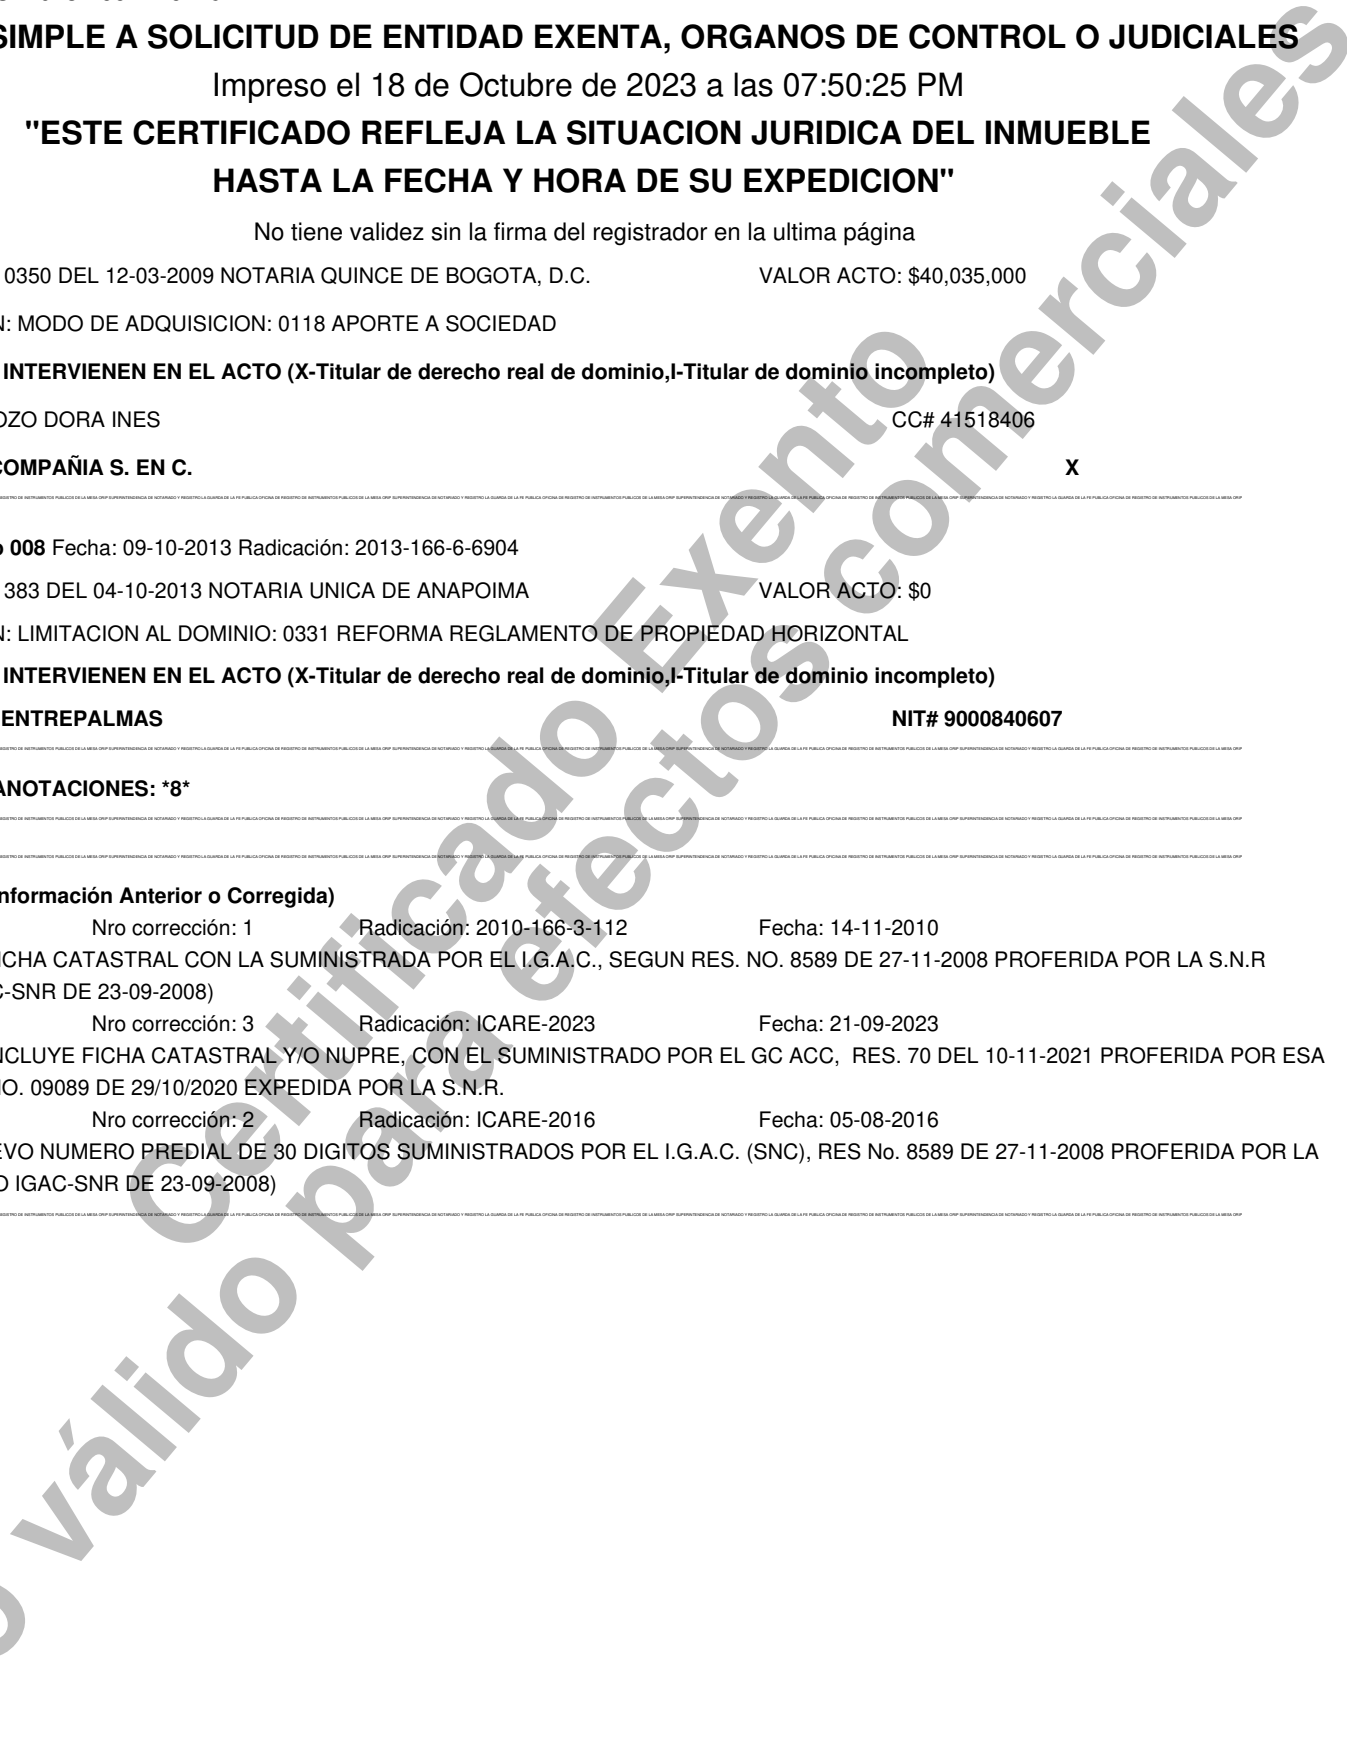 SIMPLE A SOLICITUD DE ENTIDAD EXENTA, ORGANOS DE CONTROL O JUDICIALES
Impreso el 18 de Octubre de 2023 a las 07:50:25 PM
"ESTE CERTIFICADO REFLEJA LA SITUACION JURIDICA DEL INMUEBLE
HASTA LA FECHA Y HORA DE SU EXPEDICION"
No tiene validez sin la firma del registrador en la ultima página
0350 DEL 12-03-2009 NOTARIA QUINCE DE BOGOTA, D.C. VALOR ACTO: $40,035,000
N: MODO DE ADQUISICION: 0118 APORTE A SOCIEDAD
INTERVIENEN EN EL ACTO (X-Titular de derecho real de dominio,I-Titular de dominio incompleto)
OZO DORA INES CC# 41518406
COMPAÑIA S. EN C. X
o 008 Fecha: 09-10-2013 Radicación: 2013-166-6-6904
383 DEL 04-10-2013 NOTARIA UNICA DE ANAPOIMA VALOR ACTO: $0
N: LIMITACION AL DOMINIO: 0331 REFORMA REGLAMENTO DE PROPIEDAD HORIZONTAL
INTERVIENEN EN EL ACTO (X-Titular de derecho real de dominio,I-Titular de dominio incompleto)
ENTREPALMAS NIT# 9000840607
ANOTACIONES: *8*
nformación Anterior o Corregida)
Nro corrección: 1 Radicación: 2010-166-3-112 Fecha: 14-11-2010
ICHA CATASTRAL CON LA SUMINISTRADA POR EL I.G.A.C., SEGUN RES. NO. 8589 DE 27-11-2008 PROFERIDA POR LA S.N.R
C-SNR DE 23-09-2008)
Nro corrección: 3 Radicación: ICARE-2023 Fecha: 21-09-2023
NCLUYE FICHA CATASTRAL Y/O NUPRE, CON EL SUMINISTRADO POR EL GC ACC, RES. 70 DEL 10-11-2021 PROFERIDA POR ESA
NO. 09089 DE 29/10/2020 EXPEDIDA POR LA S.N.R.
Nro corrección: 2 Radicación: ICARE-2016 Fecha: 05-08-2016
EVO NUMERO PREDIAL DE 30 DIGITOS SUMINISTRADOS POR EL I.G.A.C. (SNC), RES No. 8589 DE 27-11-2008 PROFERIDA POR LA
O IGAC-SNR DE 23-09-2008)
Certificado Exento
o válido para efectos comerciales